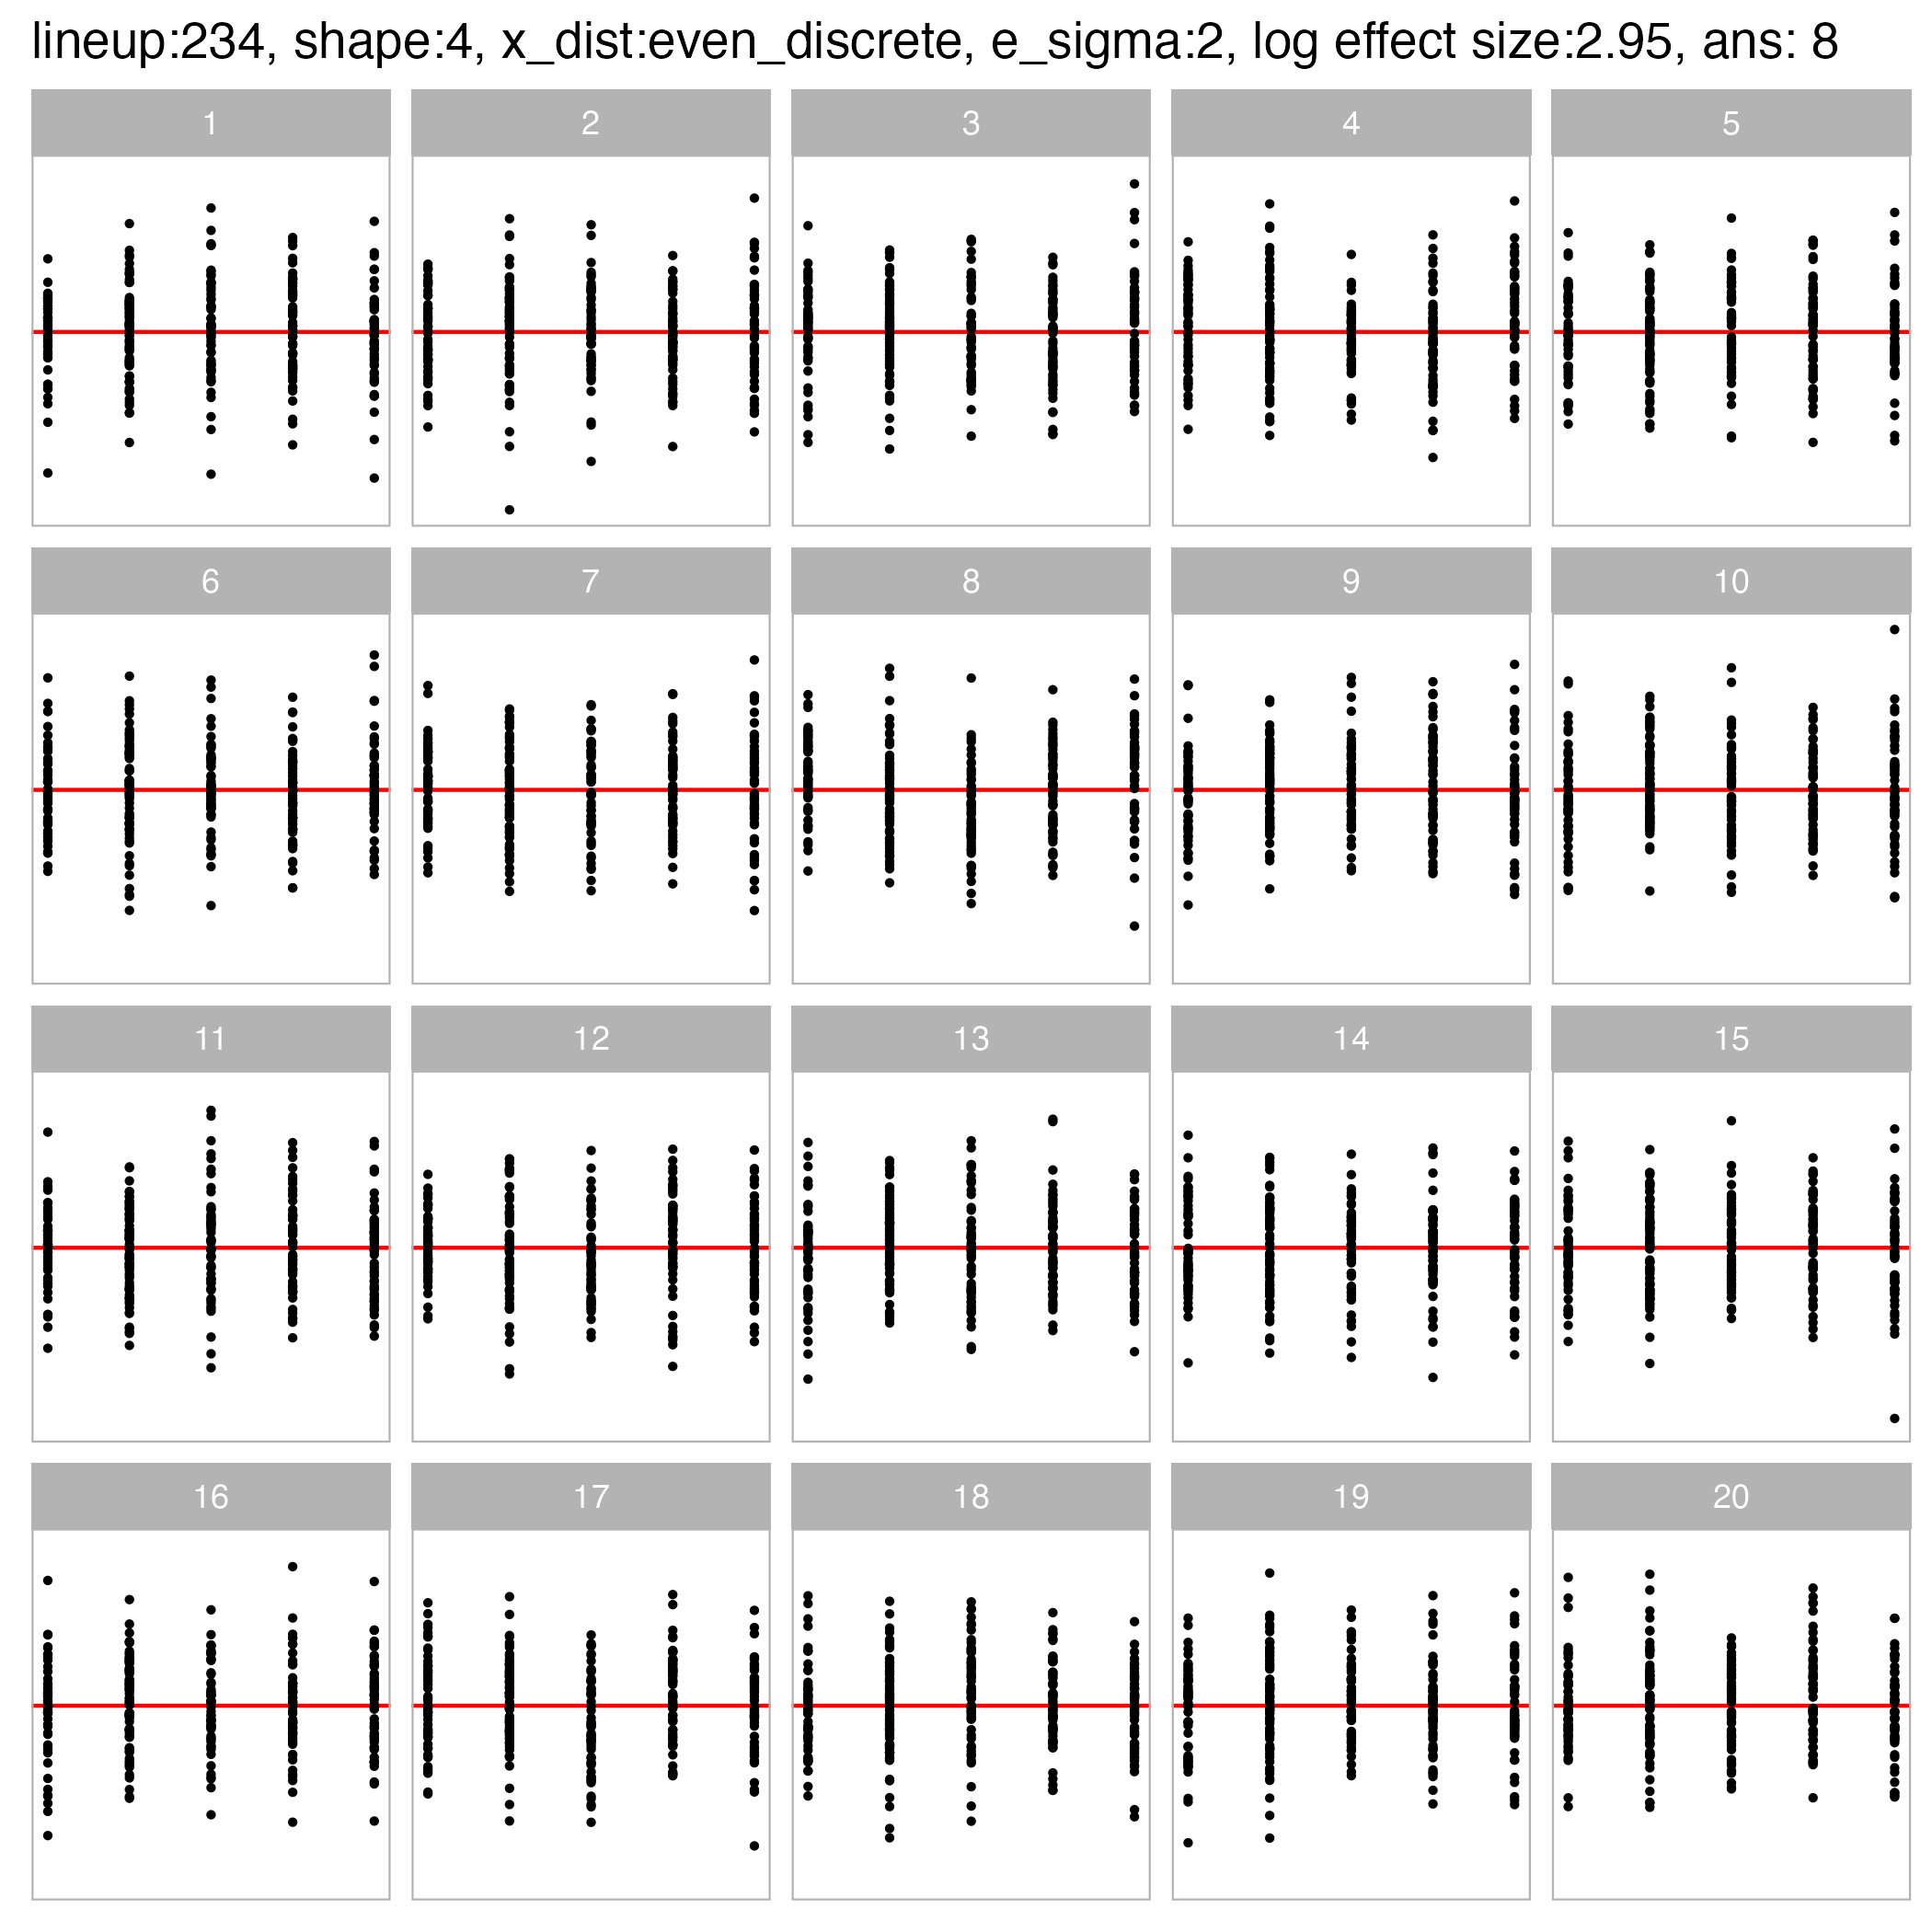 lineup:234, shape:4, x_dist:even_discrete, e_sigma:2, log effect size:2.95, ans: 8
1 2 3 4 5
6 7 8 9 10
11 12 13 14 15
16 17 18 19 20